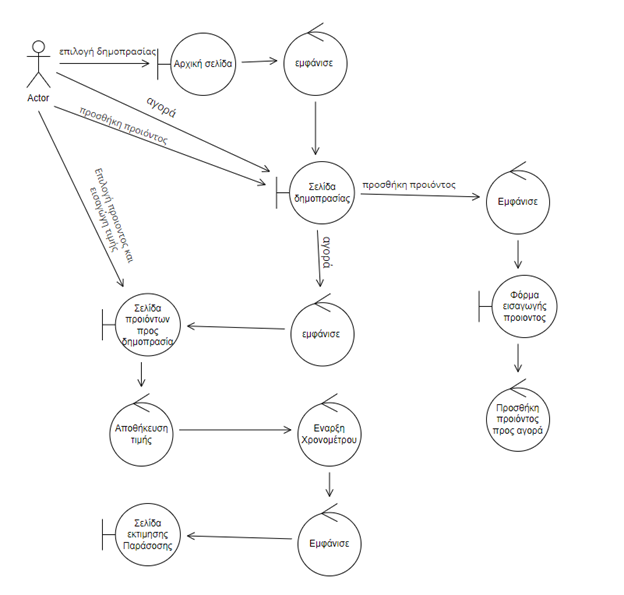 επιλογή δημοπρασίας
Αρχική σελίδα
εμφάνισε
Actor
αγορά
προσθήκη προιόντος
Επιλογή προιοντος και
εισαγώγη τιμής
Σελίδα
δημοπρασίας
προσθήκη προιόντος
Εμφάνισε
αγορά
Σελίδα
προιόντων
προς
δημοπρασία
εμφάνισε
Φόρμα
εισαγωγής
προιοντος
Αποθήκευση
τιμής
Εναρξη
Χρονομέτρου
Προσθήκη
προιόντος
προς αγορά
Σελίδα
εκτιμησης
Παράσοσης
Εμφάνισε